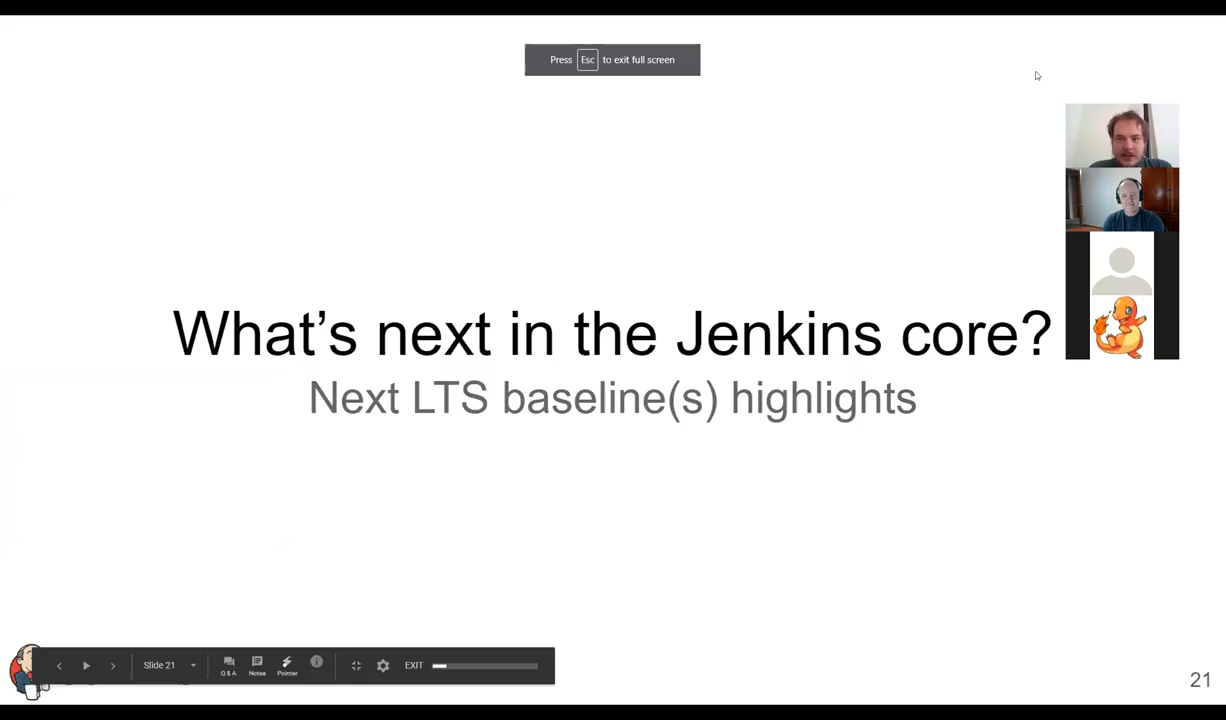 Press Esc to exit full screen
What's next in the Jenkins core?
Next LTS baseline(s) highlights
Slide 21
Q & A
Notes
Pointer
EXIT
21